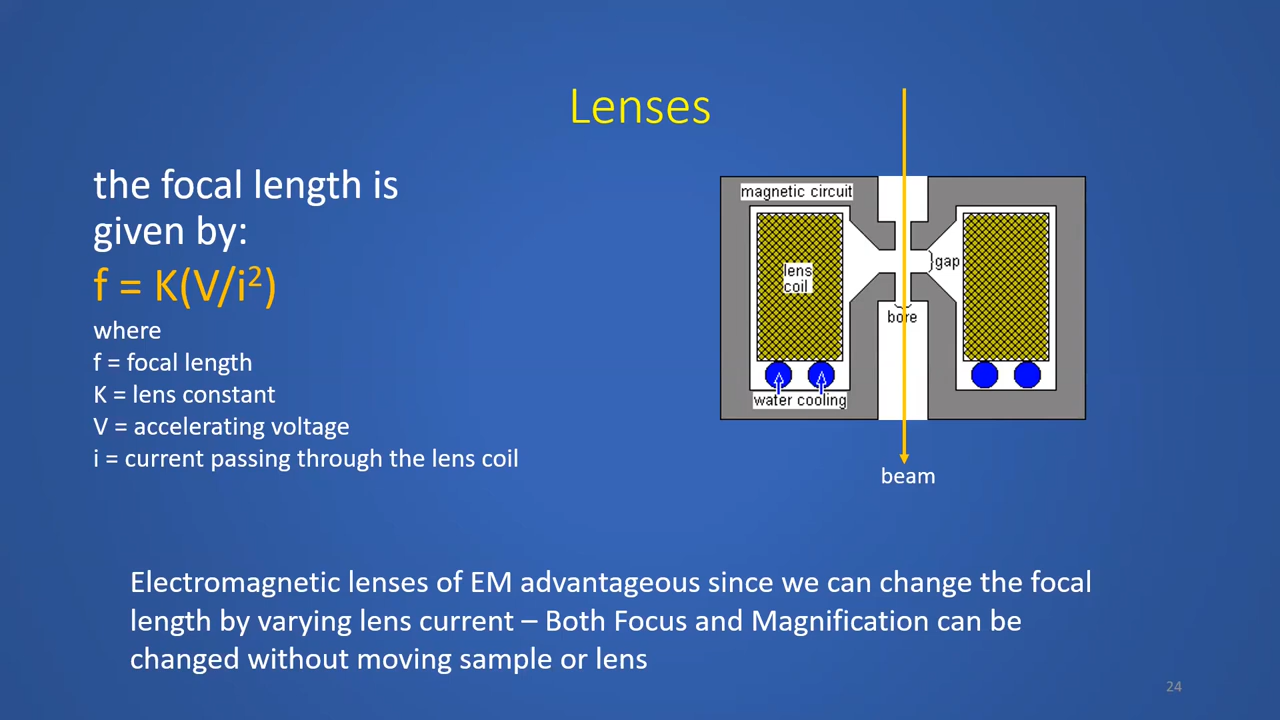 Lenses
the focal length is
given by:
f = K(V/i²)
where
f = focal length
K = lens constant
V = accelerating voltage
i = current passing through the lens coil
magnetic circuit
lens
coil
gap
bore
water cooling
beam
Electromagnetic lenses of EM advantageous since we can change the focal
length by varying lens current – Both Focus and Magnification can be
changed without moving sample or lens
24